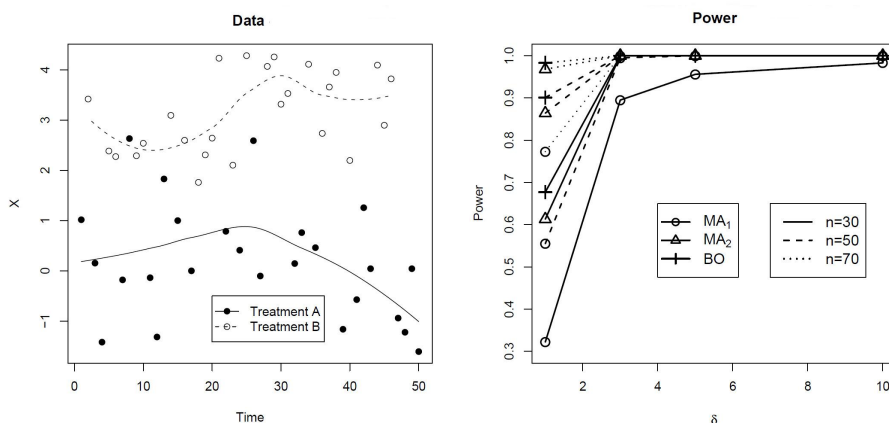 Data
X
4
3
2
1
0
−1
Treatment A
Treatment B
0 10 20 30 40 50
Time
Power
Power
1.0
0.9
0.8
0.7
0.6
0.5
0.4
0.3
MA1
MA2
BO
n=30
n=50
n=70
2 4 6 8 10
δ